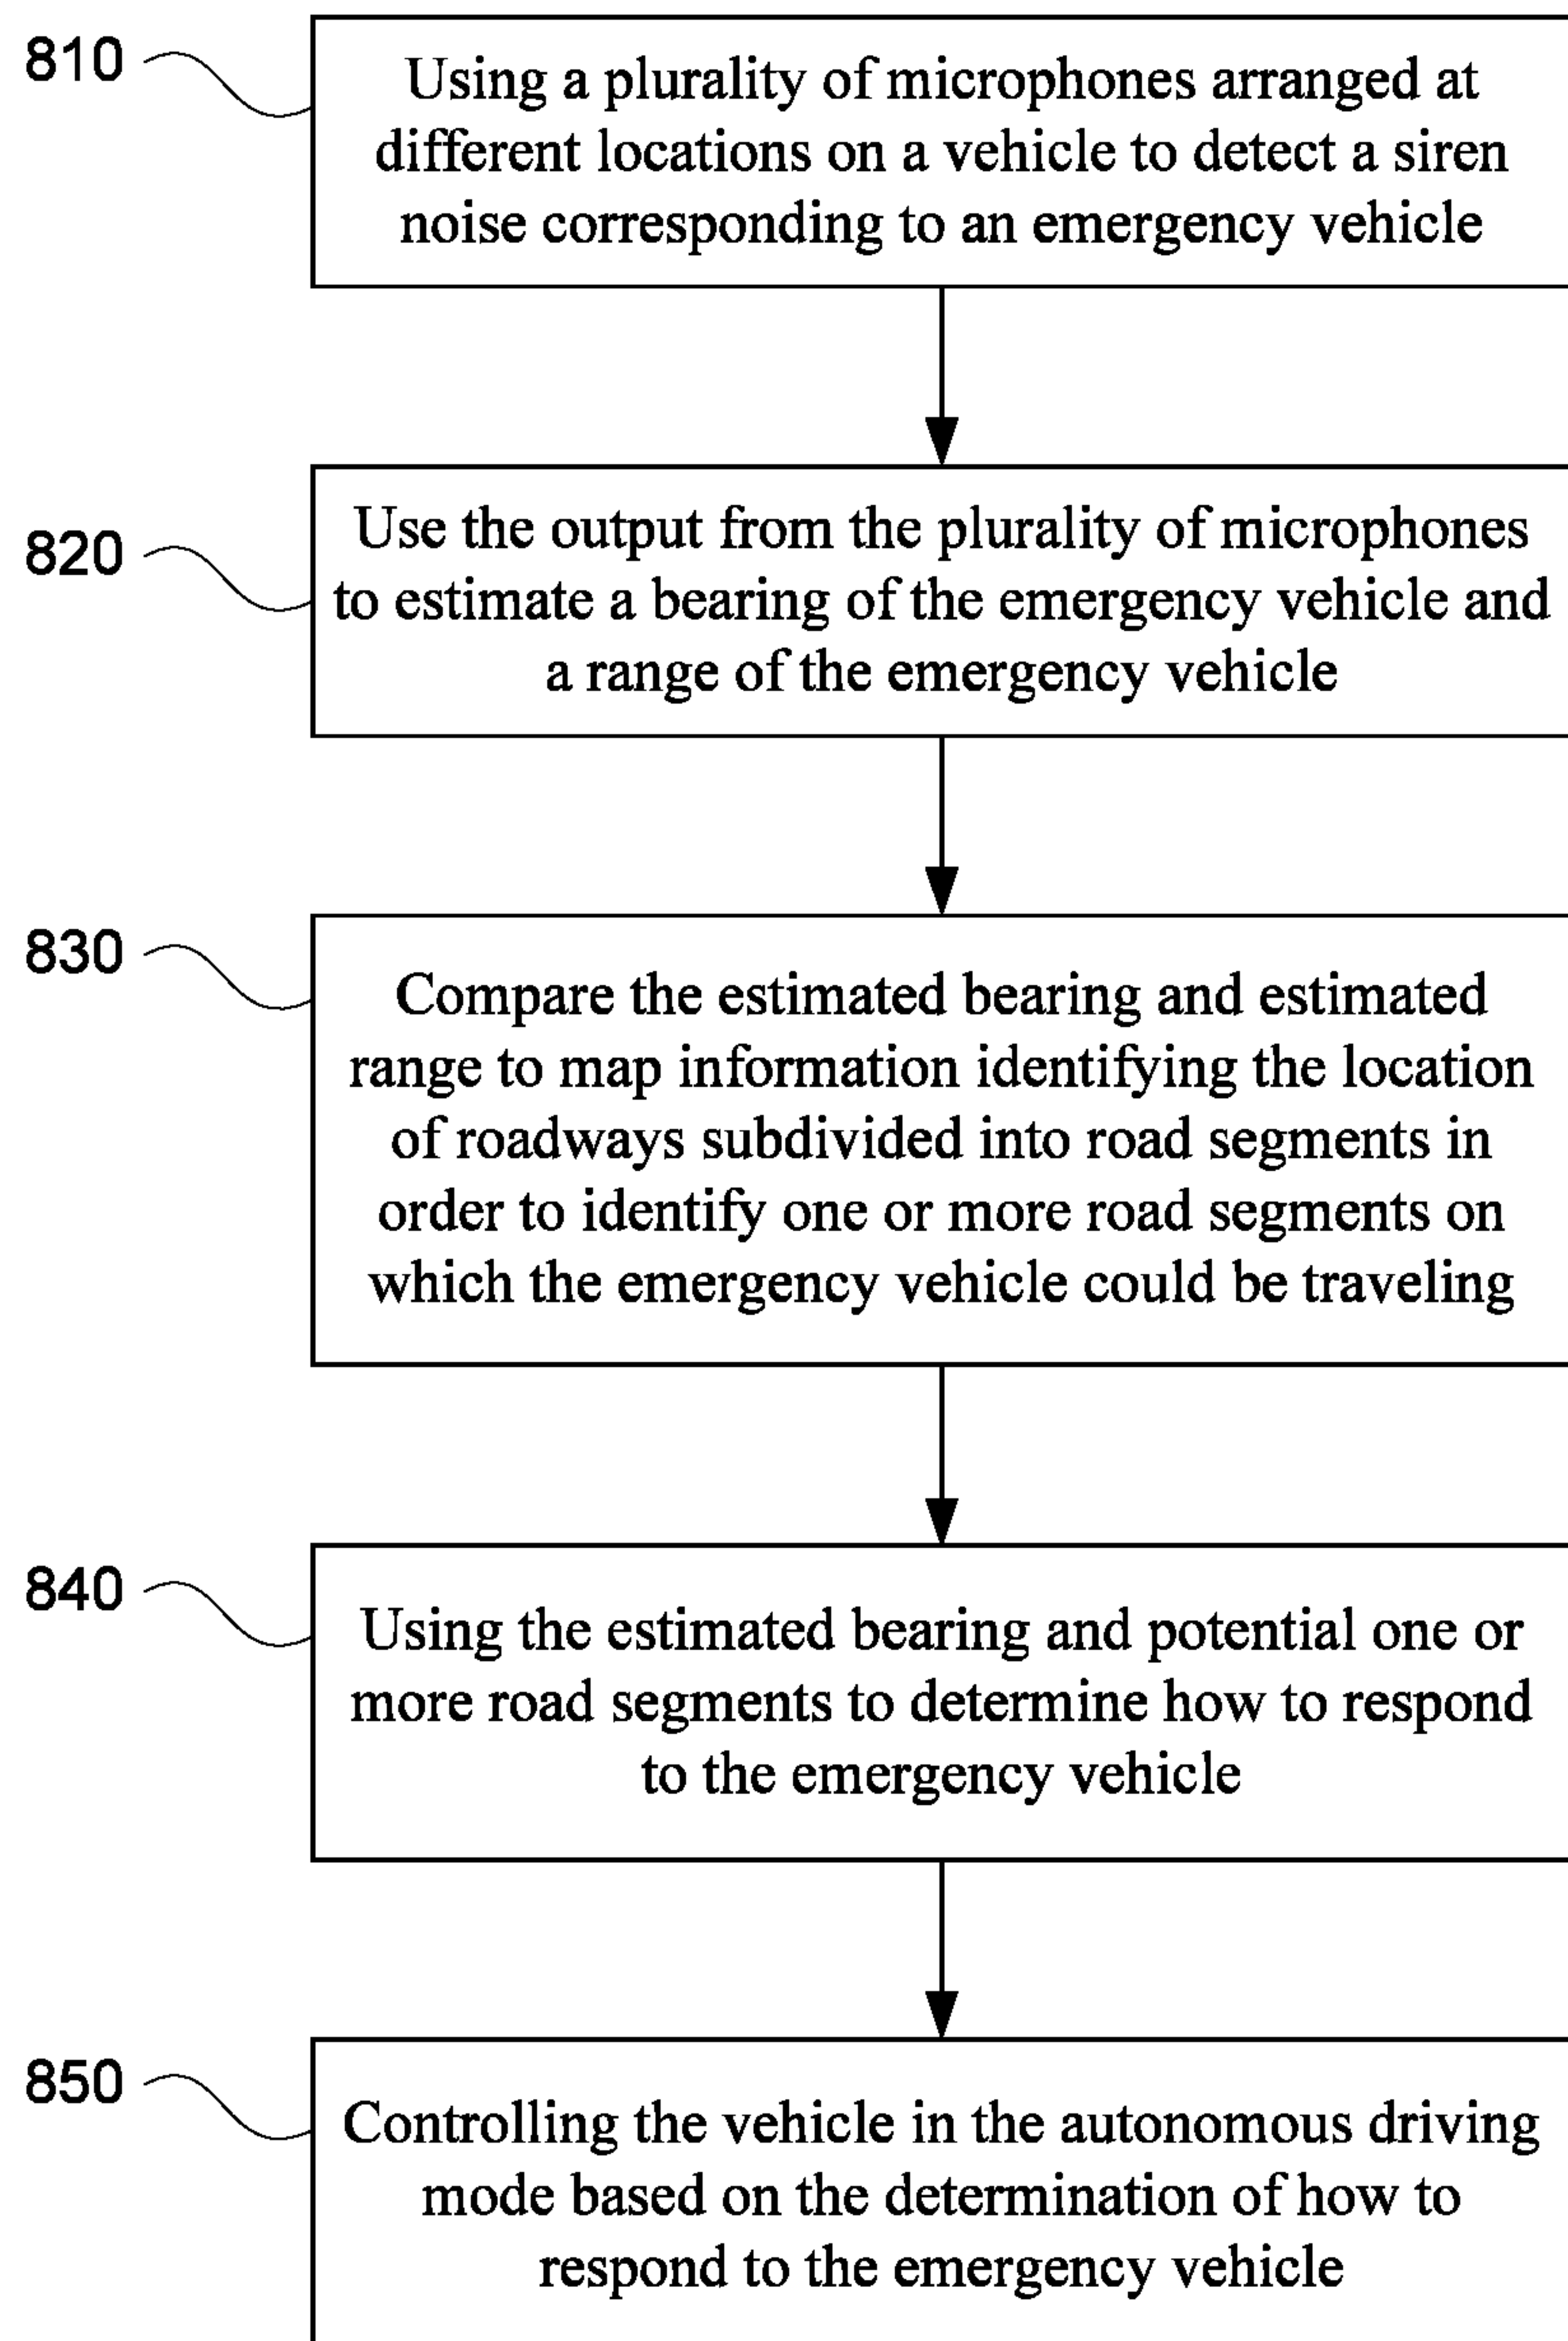 810
Using a plurality of microphones arranged at
different locations on a vehicle to detect a siren
noise corresponding to an emergency vehicle
820
Use the output from the plurality of microphones
to estimate a bearing of the emergency vehicle and
a range of the emergency vehicle
830
Compare the estimated bearing and estimated
range to map information identifying the location
of roadways subdivided into road segments in
order to identify one or more road segments on
which the emergency vehicle could be traveling
840
Using the estimated bearing and potential one or
more road segments to determine how to respond
to the emergency vehicle
850
Controlling the vehicle in the autonomous driving
mode based on the determination of how to
respond to the emergency vehicle